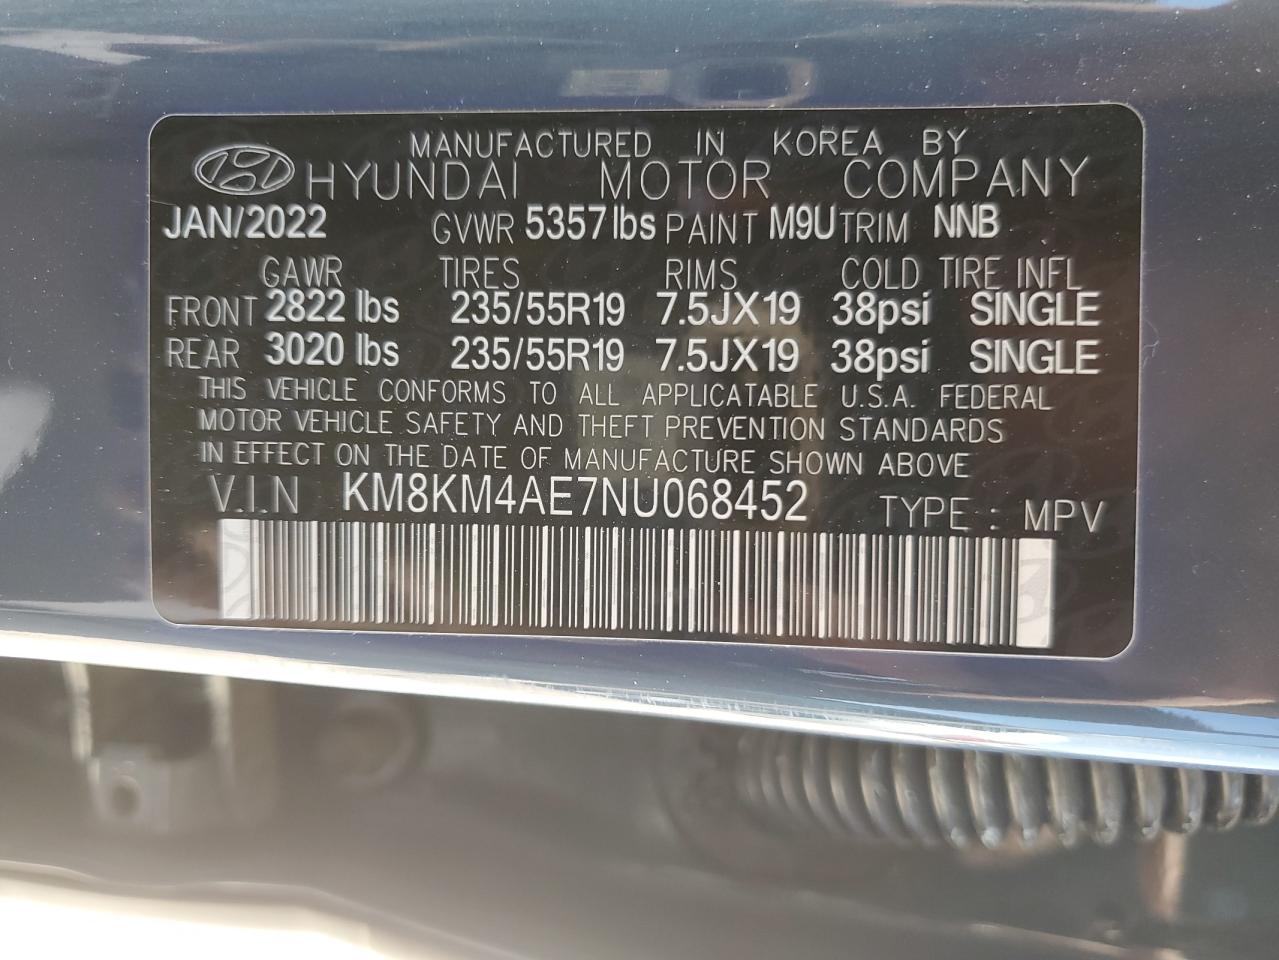 MANUFACTURED IN KOREA BY
HYUNDAI MOTOR COMPANY
JAN/2022 GVWR 5357 lbs PAINT M9U TRIM NNB
GAWR TIRES RIMS COLD TIRE INFL
FRONT 2822 lbs 235/55R19 7.5JX19 38psi SINGLE
REAR 3020 lbs 235/55R19 7.5JX19 38psi SINGLE
THIS VEHICLE CONFORMS TO ALL APPLICATABLE U.S.A. FEDERAL
MOTOR VEHICLE SAFETY AND THEFT PREVENTION STANDARDS
IN EFFECT ON THE DATE OF MANUFACTURE SHOWN ABOVE
V.I.N KM8KM4AE7NU068452 TYPE : MPV